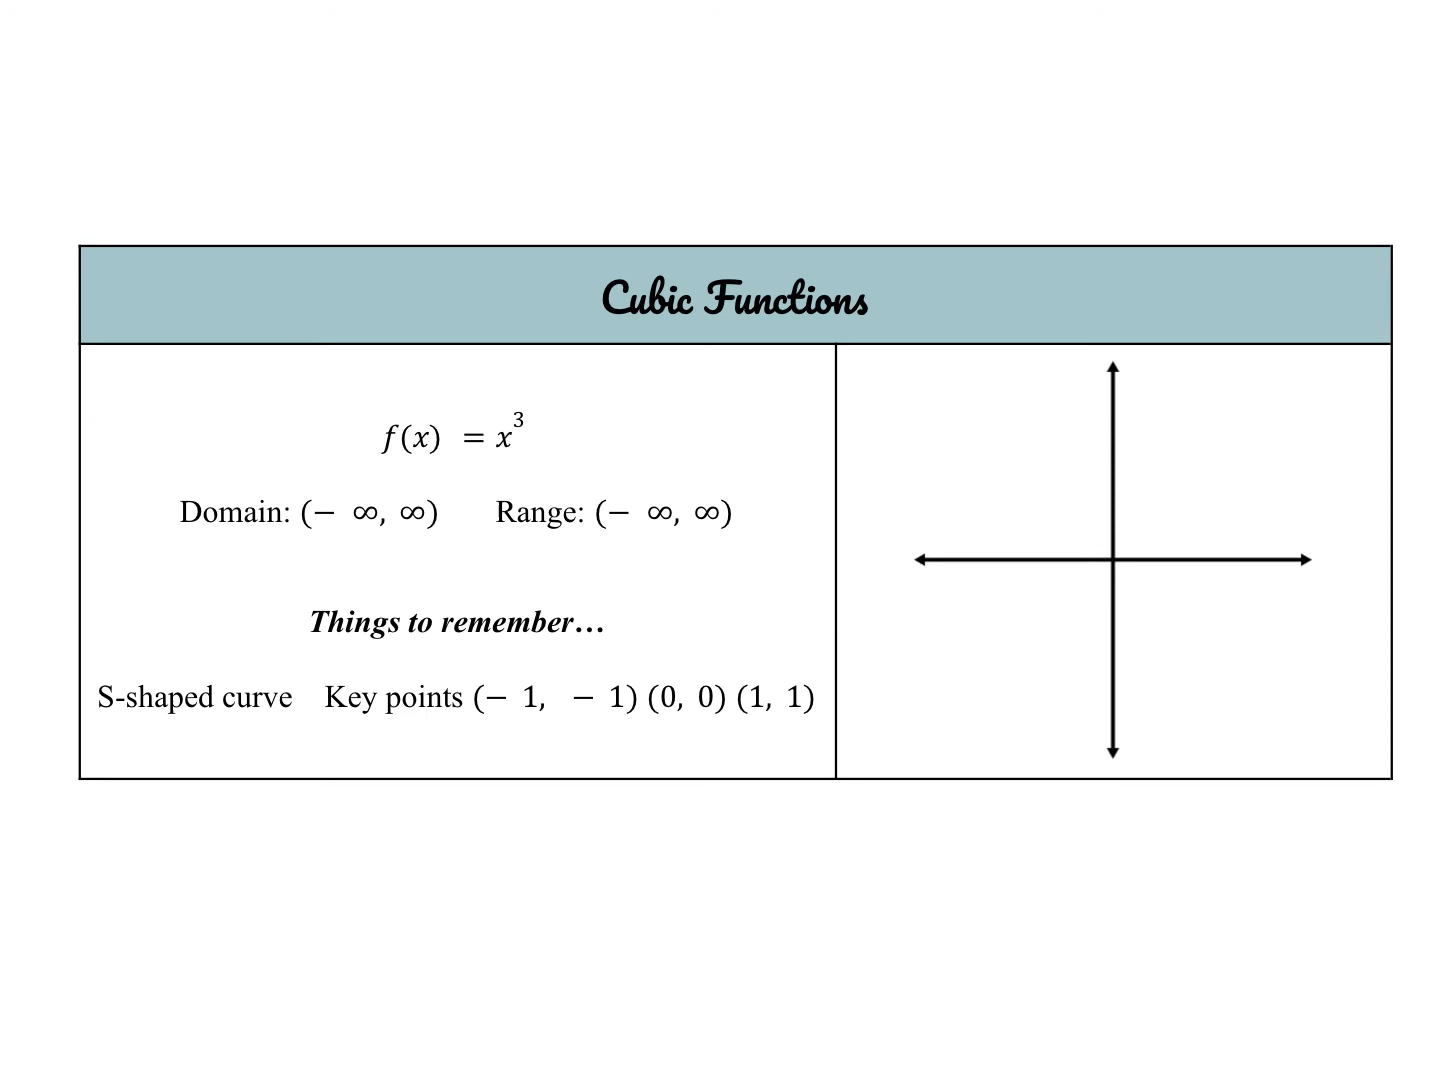 Cubic Functions
f(x) = x³
Domain: (− ∞, ∞) Range: (− ∞, ∞)
Things to remember…
S-shaped curve Key points (− 1, − 1) (0, 0) (1, 1)